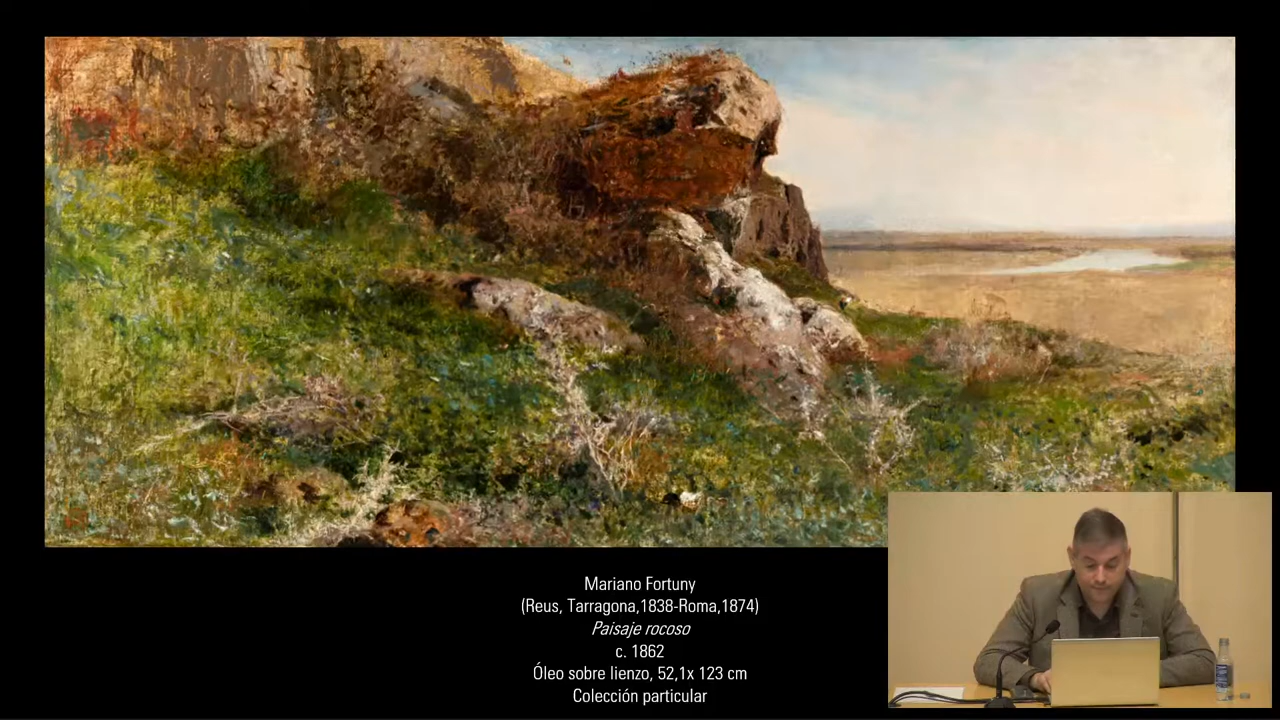 Mariano Fortuny
(Reus, Tarragona,1838-Roma,1874)
Paisaje rocoso
c. 1862
Óleo sobre lienzo, 52,1x 123 cm
Colección particular